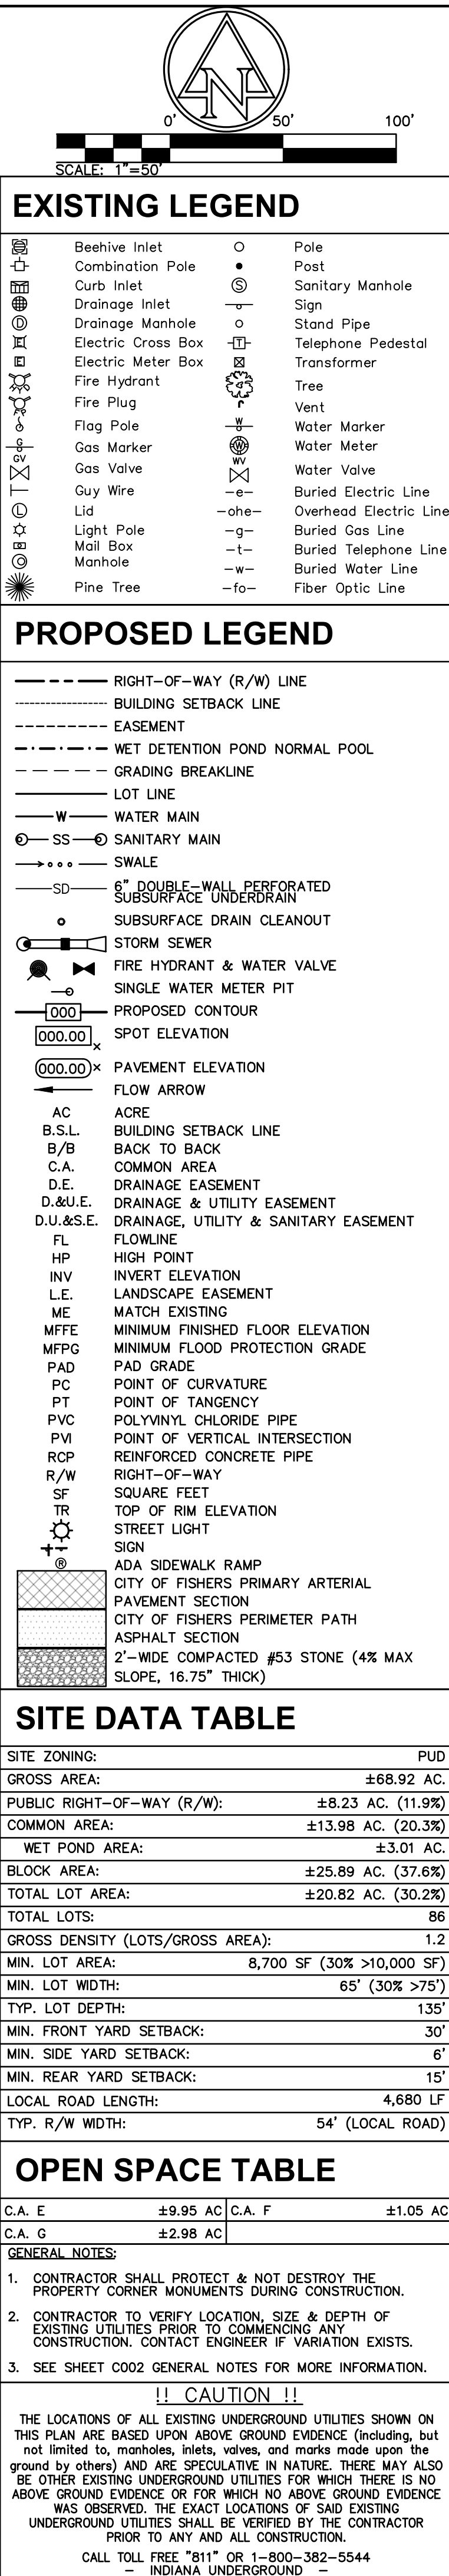 N
0' 50' 100'
SCALE: 1"=50'
EXISTING LEGEND
Beehive Inlet
Combination Pole
Curb Inlet
Drainage Inlet
D Drainage Manhole
E Electric Cross Box
E Electric Meter Box
Fire Hydrant
F.P. Fire Plug
Flag Pole
G Gas Marker
GV Gas Valve
Guy Wire
L Lid
Light Pole
Mail Box
Manhole
Pine Tree
Pole
Post
S Sanitary Manhole
Sign
Stand Pipe
T Telephone Pedestal
Transformer
Tree
Vent
W Water Marker
W Water Meter
WV Water Valve
—e— Buried Electric Line
—ohe— Overhead Electric Line
—g— Buried Gas Line
—t— Buried Telephone Line
—w— Buried Water Line
—fo— Fiber Optic Line
PROPOSED LEGEND
RIGHT—OF—WAY (R/W) LINE
BUILDING SETBACK LINE
EASEMENT
WET DETENTION POND NORMAL POOL
GRADING BREAKLINE
LOT LINE
W WATER MAIN
SS SANITARY MAIN
SWALE
SD 6" DOUBLE—WALL PERFORATED
SUBSURFACE UNDERDRAIN
SUBSURFACE DRAIN CLEANOUT
STORM SEWER
FIRE HYDRANT & WATER VALVE
SINGLE WATER METER PIT
000 PROPOSED CONTOUR
000.00 SPOT ELEVATION
000.00 PAVEMENT ELEVATION
FLOW ARROW
AC ACRE
B.S.L. BUILDING SETBACK LINE
B/B BACK TO BACK
C.A. COMMON AREA
D.E. DRAINAGE EASEMENT
D.&U.E. DRAINAGE & UTILITY EASEMENT
D.U.&S.E. DRAINAGE, UTILITY & SANITARY EASEMENT
FL FLOWLINE
HP HIGH POINT
INV INVERT ELEVATION
L.E. LANDSCAPE EASEMENT
ME MATCH EXISTING
MFFE MINIMUM FINISHED FLOOR ELEVATION
MFPG MINIMUM FLOOD PROTECTION GRADE
PAD PAD GRADE
PC POINT OF CURVATURE
PT POINT OF TANGENCY
PVC POLYVINYL CHLORIDE PIPE
PVI POINT OF VERTICAL INTERSECTION
RCP REINFORCED CONCRETE PIPE
R/W RIGHT—OF—WAY
SF SQUARE FEET
TR TOP OF RIM ELEVATION
STREET LIGHT
SIGN
® ADA SIDEWALK RAMP
CITY OF FISHERS PRIMARY ARTERIAL
PAVEMENT SECTION
CITY OF FISHERS PERIMETER PATH
ASPHALT SECTION
2'—WIDE COMPACTED #53 STONE (4% MAX
SLOPE, 16.75" THICK)
SITE DATA TABLE
SITE ZONING: PUD
GROSS AREA: ±68.92 AC.
PUBLIC RIGHT—OF—WAY (R/W): ±8.23 AC. (11.9%)
COMMON AREA: ±13.98 AC. (20.3%)
WET POND AREA: ±3.01 AC.
BLOCK AREA: ±25.89 AC. (37.6%)
TOTAL LOT AREA: ±20.82 AC. (30.2%)
TOTAL LOTS: 86
GROSS DENSITY (LOTS/GROSS AREA): 1.2
MIN. LOT AREA: 8,700 SF (30% >10,000 SF)
MIN. LOT WIDTH: 65' (30% >75')
TYP. LOT DEPTH: 135'
MIN. FRONT YARD SETBACK: 30'
MIN. SIDE YARD SETBACK: 6'
MIN. REAR YARD SETBACK: 15'
LOCAL ROAD LENGTH: 4,680 LF
TYP. R/W WIDTH: 54' (LOCAL ROAD)
OPEN SPACE TABLE
C.A. E ±9.95 AC C.A. F ±1.05 AC
C.A. G ±2.98 AC
GENERAL NOTES:
1. CONTRACTOR SHALL PROTECT & NOT DESTROY THE
PROPERTY CORNER MONUMENTS DURING CONSTRUCTION.
2. CONTRACTOR TO VERIFY LOCATION, SIZE & DEPTH OF
EXISTING UTILITIES PRIOR TO COMMENCING ANY
CONSTRUCTION. CONTACT ENGINEER IF VARIATION EXISTS.
3. SEE SHEET C002 GENERAL NOTES FOR MORE INFORMATION.
!! CAUTION !!
THE LOCATIONS OF ALL EXISTING UNDERGROUND UTILITIES SHOWN ON
THIS PLAN ARE BASED UPON ABOVE GROUND EVIDENCE (including, but
not limited to, manholes, inlets, valves, and marks made upon the
ground by others) AND ARE SPECULATIVE IN NATURE. THERE MAY ALSO
BE OTHER EXISTING UNDERGROUND UTILITIES FOR WHICH THERE IS NO
ABOVE GROUND EVIDENCE OR FOR WHICH NO ABOVE GROUND EVIDENCE
WAS OBSERVED. THE EXACT LOCATIONS OF SAID EXISTING
UNDERGROUND UTILITIES SHALL BE VERIFIED BY THE CONTRACTOR
PRIOR TO ANY AND ALL CONSTRUCTION.
CALL TOLL FREE "811" OR 1—800—382—5544
— INDIANA UNDERGROUND —